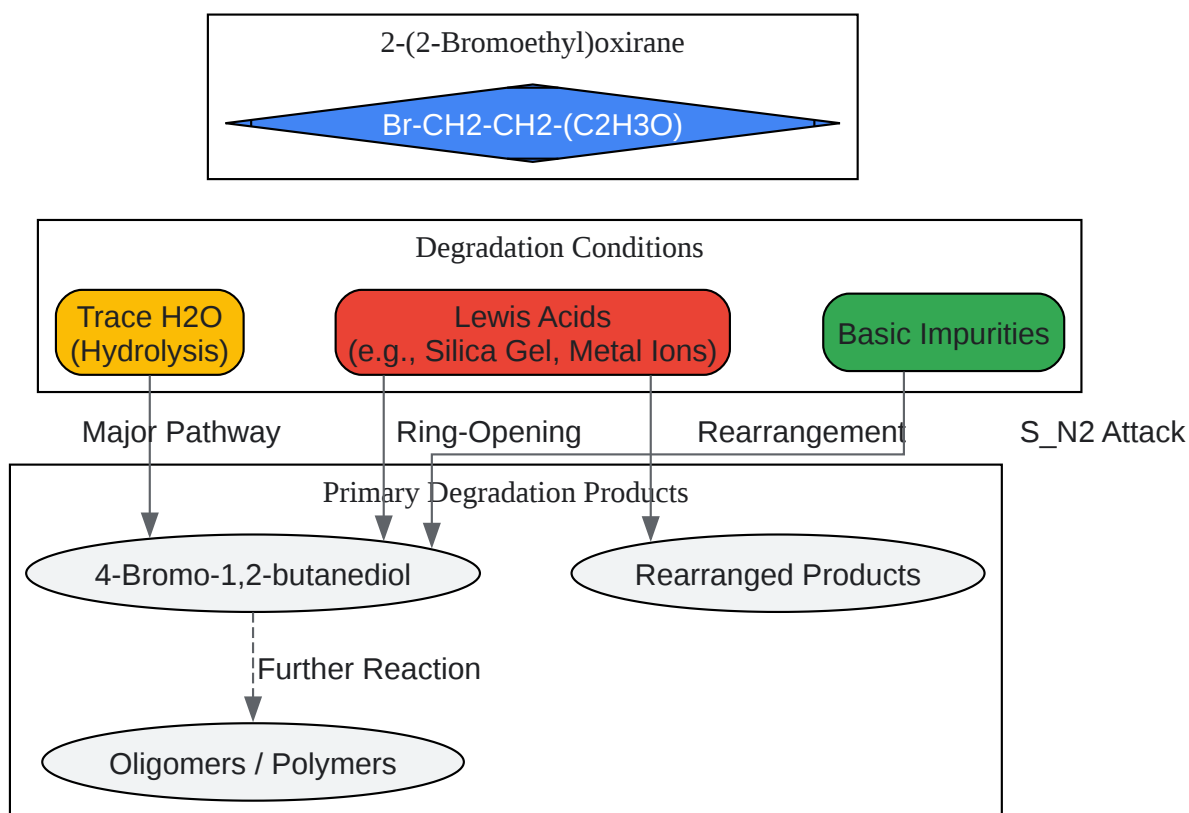 2-(2-Bromoethyl)oxirane
Br-CH2-CH2-(C2H3O)
Degradation Conditions
Trace H2O
(Hydrolysis)
Lewis Acids
(e.g., Silica Gel, Metal Ions)
Basic Impurities
Major Pathway
Ring-Opening
Rearrangement
S_N2 Attack
Primary Degradation Products
4-Bromo-1,2-butanediol
Rearranged Products
Further Reaction
Oligomers / Polymers